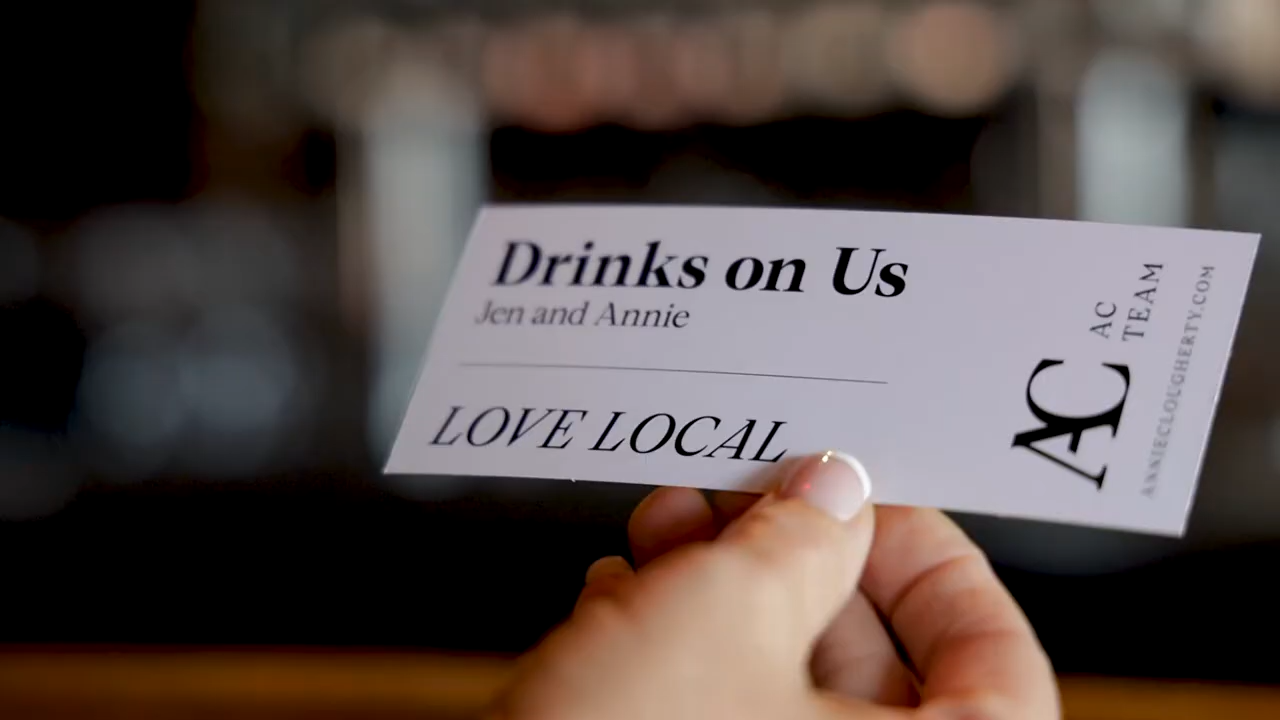 Drinks on Us
Jen and Annie
LOVE LOCAL
AC
AC
TEAM
ANNIECLOUGHERTY.COM